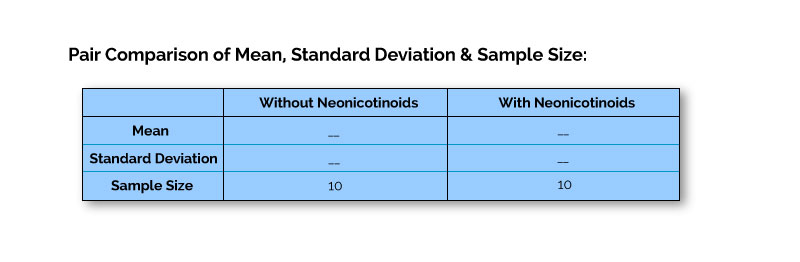 Pair Comparison of Mean, Standard Deviation & Sample Size:
Without Neonicotinoids With Neonicotinoids
Mean __ __
Standard Deviation __ __
Sample Size 10 10